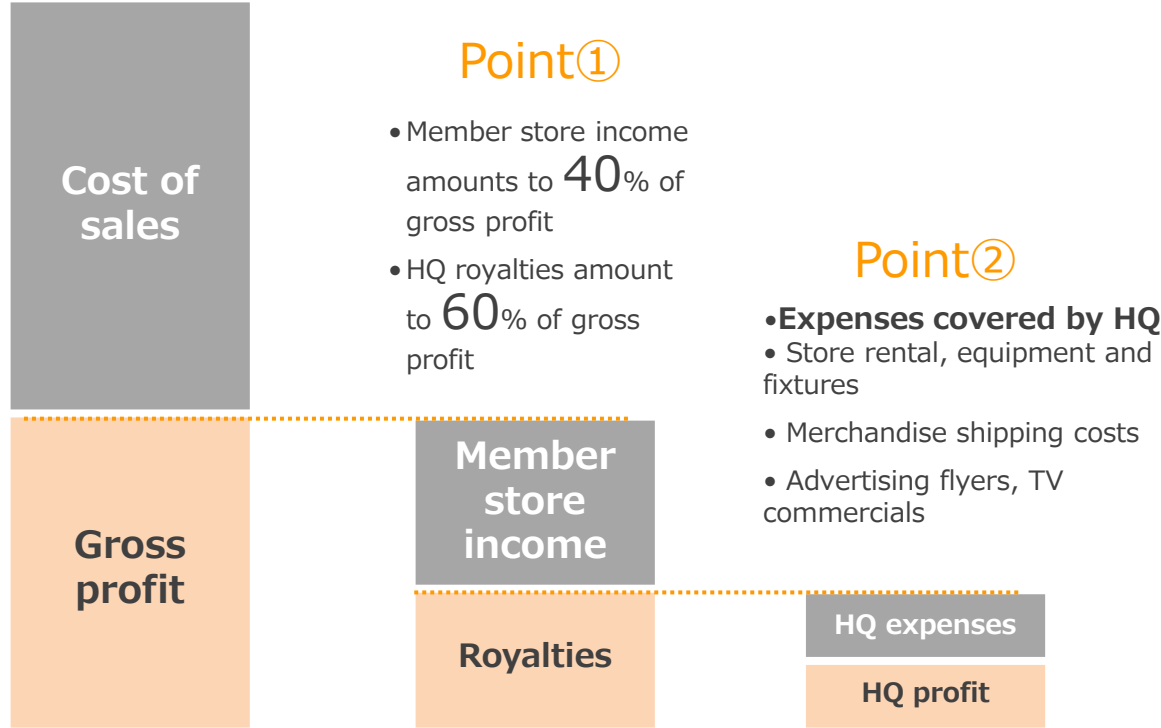 Cost of
sales
Gross
profit
Point①
•Member store income
amounts to 40% of
gross profit
•HQ royalties amount
to 60% of gross
profit
Member
store
income
Royalties
Point②
•Expenses covered by HQ
• Store rental, equipment and
fixtures
• Merchandise shipping costs
• Advertising flyers, TV
commercials
HQ expenses
HQ profit